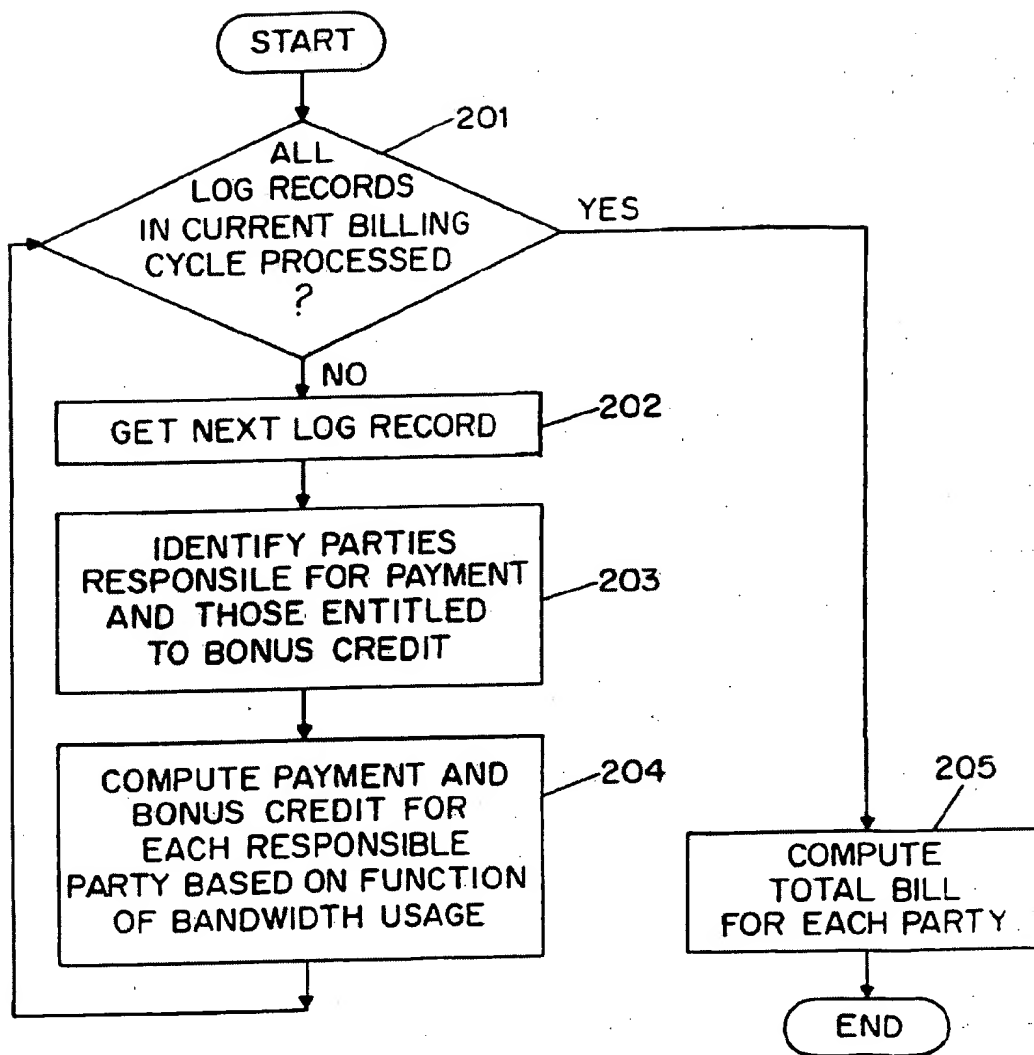 START
201
ALL
LOG RECORDS
IN CURRENT BILLING
CYCLE PROCESSED
?
YES
NO
GET NEXT LOG RECORD
202
IDENTIFY PARTIES
RESPONSILE FOR PAYMENT
AND THOSE ENTITLED
TO BONUS CREDIT
203
COMPUTE PAYMENT AND
BONUS CREDIT FOR
EACH RESPONSIBLE
PARTY BASED ON FUNCTION
OF BANDWIDTH USAGE
204
205
COMPUTE
TOTAL BILL
FOR EACH PARTY
END